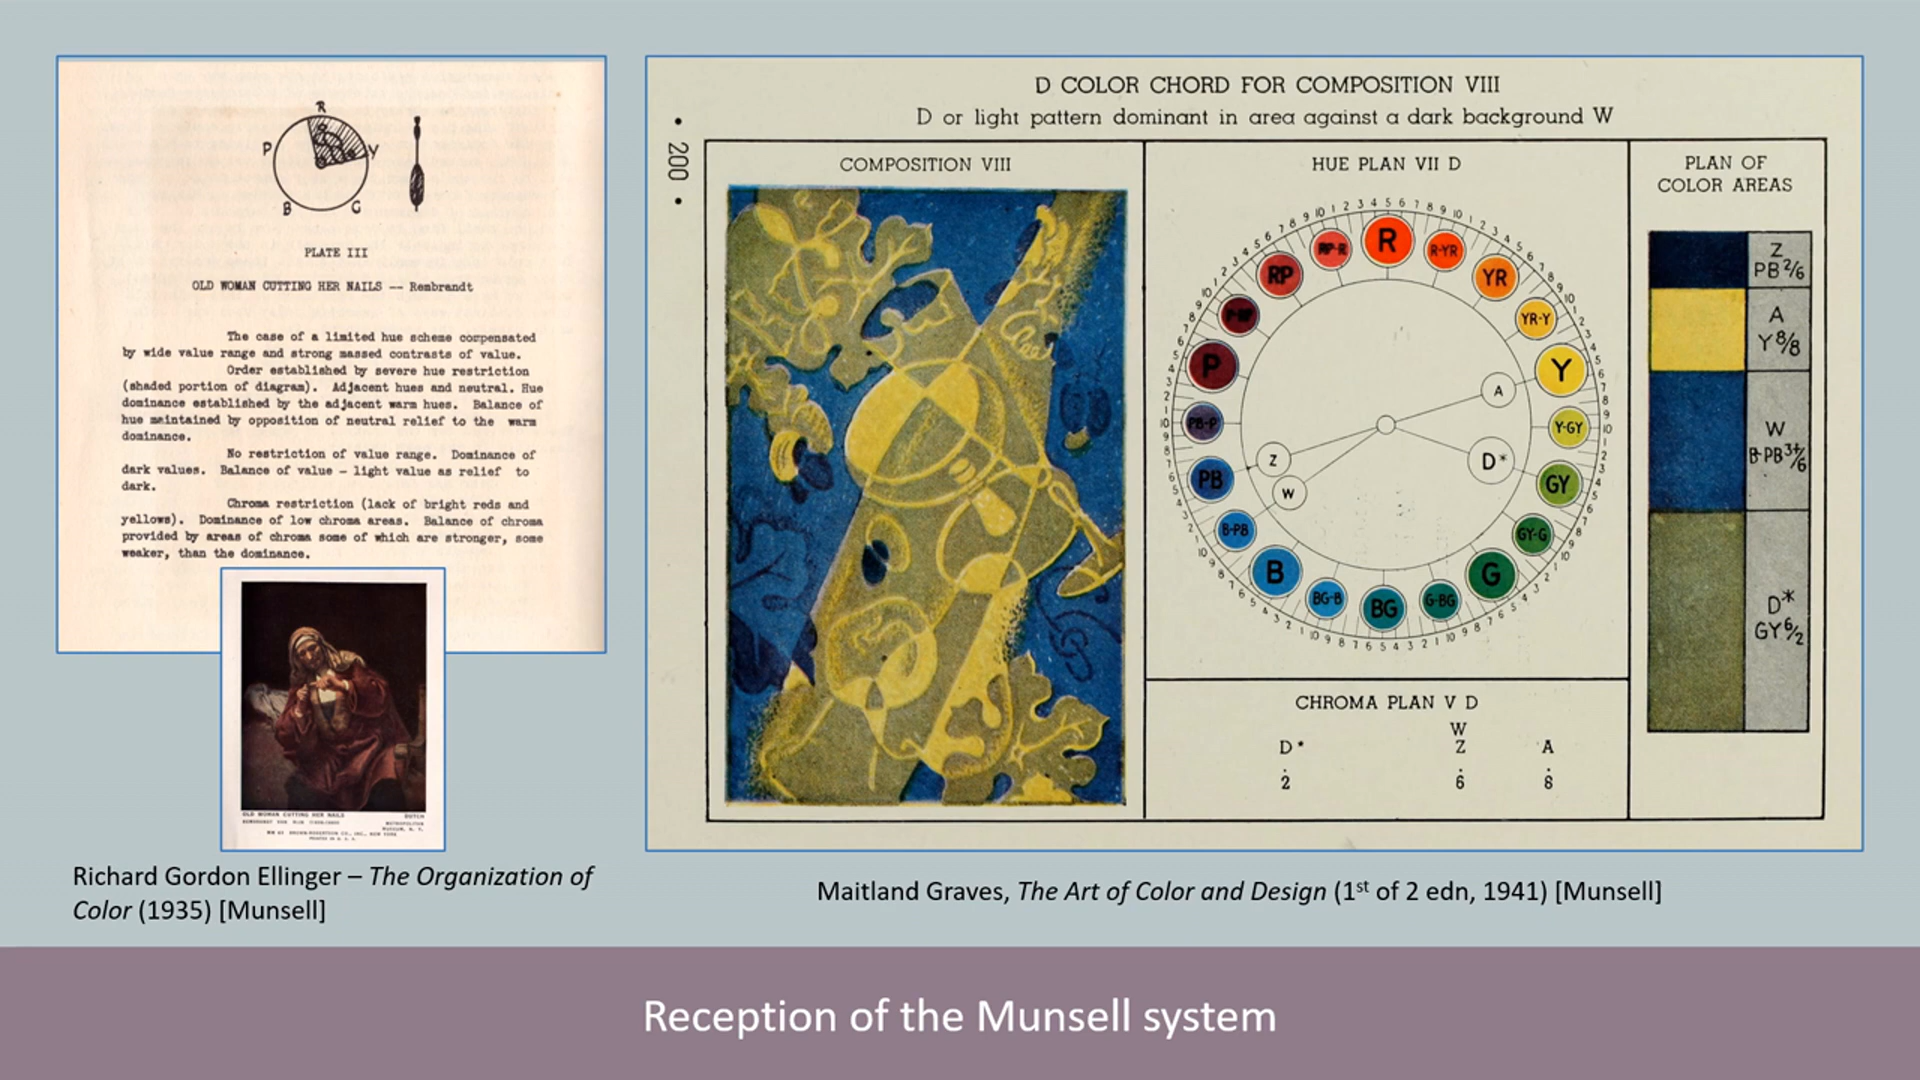 R
P
Y
B
G
PLATE III
OLD WOMAN CUTTING HER NAILS -- Rembrandt
The case of a limited hue scheme compensated
by wide value range and strong massed contrasts of value.
Order established by severe hue restriction
(shaded portion of diagram). Adjacent hues and neutral. Hue
dominance established by the adjacent warm hues. Balance of
hue maintained by opposition of neutral relief to the warm
dominance.
No restriction of value range. Dominance of
dark values. Balance of value – light value as relief to
dark.
Chroma restriction (lack of bright reds and
yellows). Dominance of low chroma areas. Balance of chroma
provided by areas of chroma some of which are stronger, some
weaker, than the dominance.
OLD WOMAN CUTTING HER NAILS DUTCH
METROPOLITAN
MUSEUM, N. Y.
Richard Gordon Ellinger – The Organization of
Color (1935) [Munsell]
• 200 •
D COLOR CHORD FOR COMPOSITION VIII
D or light pattern dominant in area against a dark background W
COMPOSITION VIII
HUE PLAN VII D
R
R-YR
YR
YR-Y
Y
Y-GY
GY
GY-G
G
G-BG
BG
BG-B
B
B-PB
PB
PB-P
P
P-RP
RP
RP-R
A
D*
Z
W
CHROMA PLAN V D
W
D* Z A
2 6 8
PLAN OF
COLOR AREAS
Z
PB 2/6
A
Y 8/8
W
B-PB 3+/6
D*
GY 6/2
Maitland Graves, The Art of Color and Design (1st of 2 edn, 1941) [Munsell]
Reception of the Munsell system